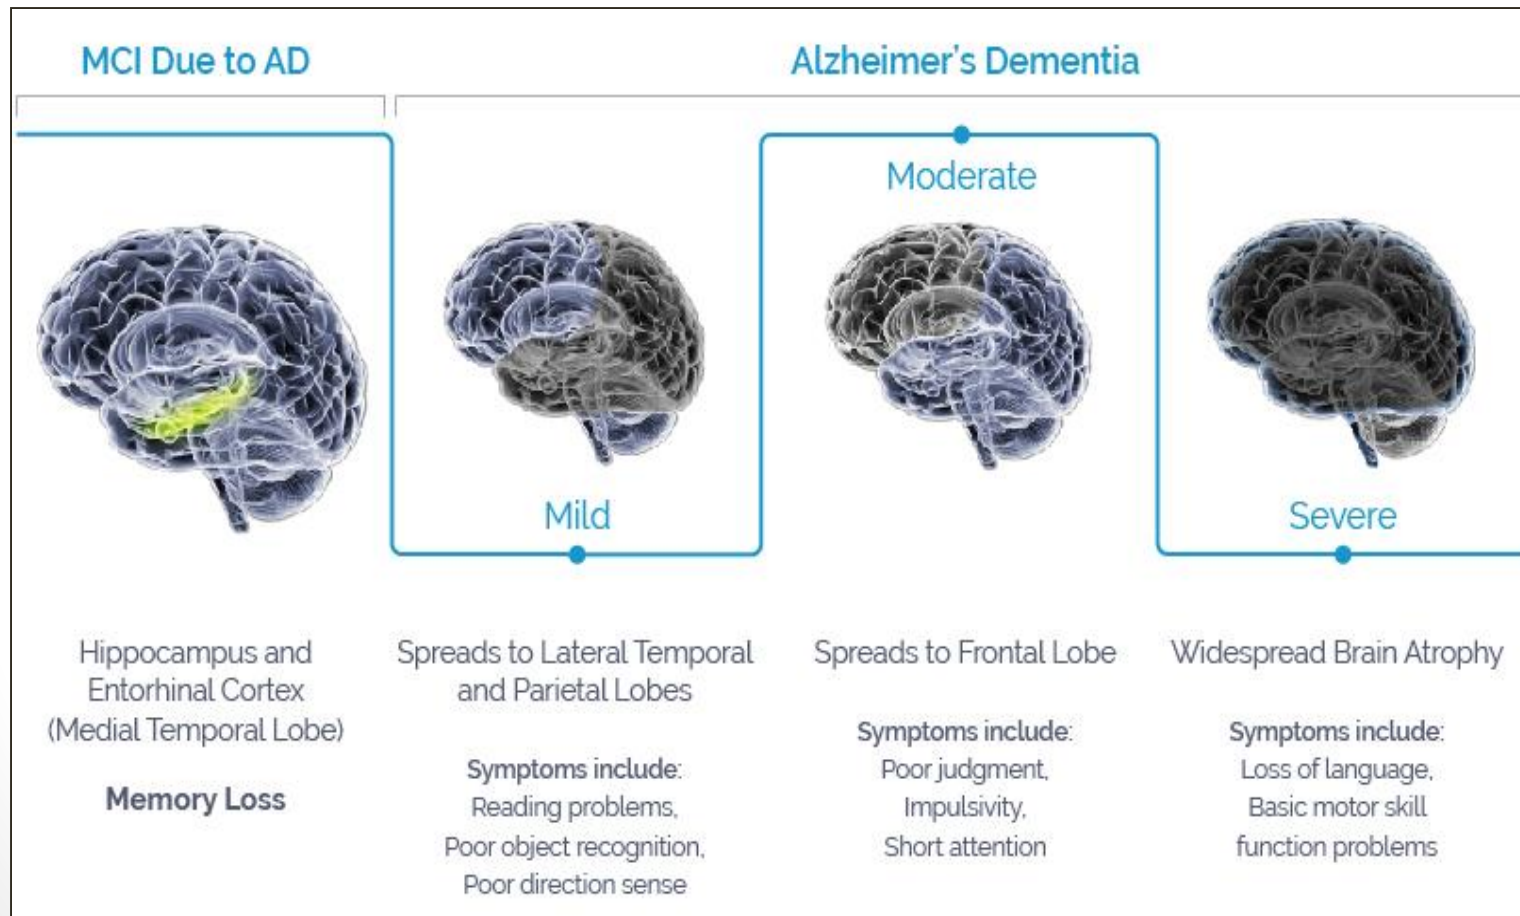 MCI Due to AD
Alzheimer's Dementia
Moderate
Mild
Severe
Hippocampus and
Entorhinal Cortex
(Medial Temporal Lobe)
Memory Loss
Spreads to Lateral Temporal
and Parietal Lobes
Symptoms include:
Reading problems,
Poor object recognition,
Poor direction sense
Spreads to Frontal Lobe
Symptoms include:
Poor judgment,
Impulsivity,
Short attention
Widespread Brain Atrophy
Symptoms include:
Loss of language,
Basic motor skill
function problems